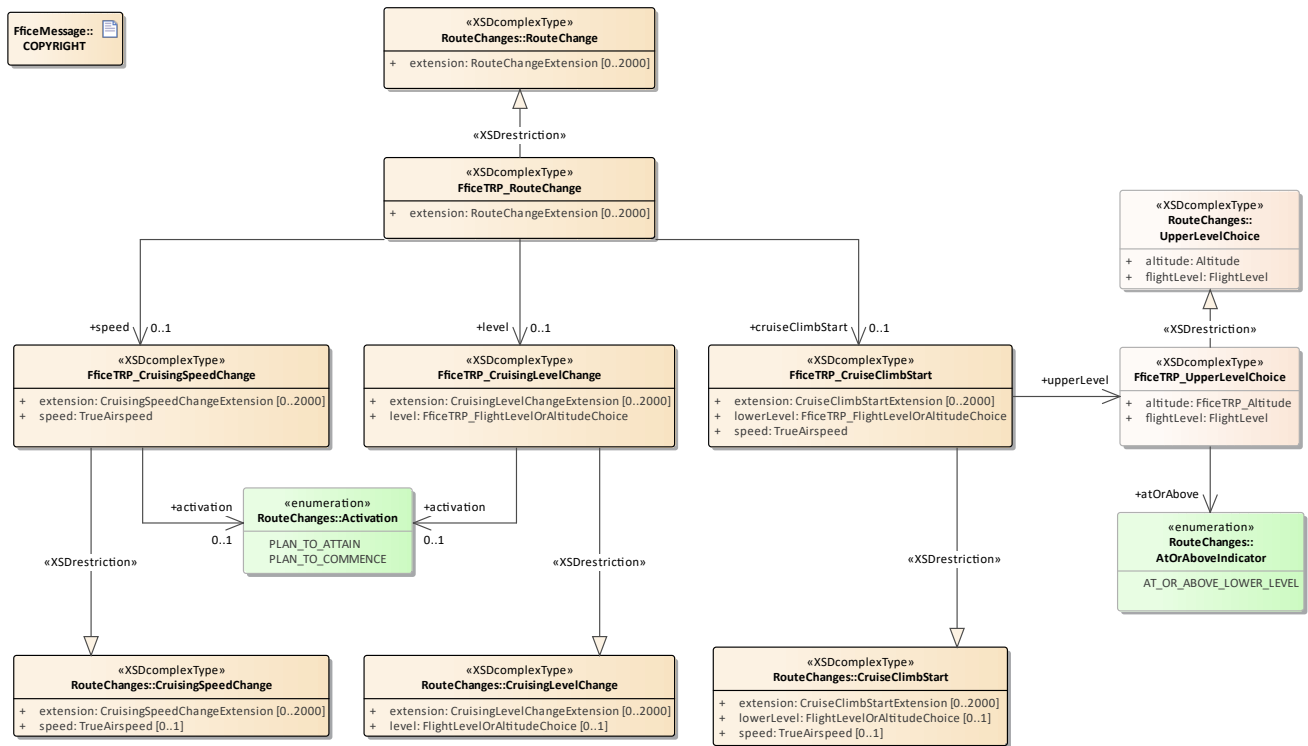 FficeMessage::
COPYRIGHT
«XSDcomplexType»
RouteChanges::RouteChange
+ extension: RouteChangeExtension [0..2000]
«XSDrestriction»
«XSDcomplexType»
FficeTRP_RouteChange
+ extension: RouteChangeExtension [0..2000]
+speed 0..1
+level 0..1
+cruiseClimbStart 0..1
«XSDcomplexType»
RouteChanges::
UpperLevelChoice
+ altitude: Altitude
+ flightLevel: FlightLevel
«XSDrestriction»
«XSDcomplexType»
FficeTRP_CruisingSpeedChange
+ extension: CruisingSpeedChangeExtension [0..2000]
+ speed: TrueAirspeed
«XSDcomplexType»
FficeTRP_CruisingLevelChange
+ extension: CruisingLevelChangeExtension [0..2000]
+ level: FficeTRP_FlightLevelOrAltitudeChoice
«XSDcomplexType»
FficeTRP_CruiseClimbStart
+ extension: CruiseClimbStartExtension [0..2000]
+ lowerLevel: FficeTRP_FlightLevelOrAltitudeChoice
+ speed: TrueAirspeed
+upperLevel
«XSDcomplexType»
FficeTRP_UpperLevelChoice
+ altitude: FficeTRP_Altitude
+ flightLevel: FlightLevel
+activation
0..1
«enumeration»
RouteChanges::Activation
PLAN_TO_ATTAIN
PLAN_TO_COMMENCE
+activation
0..1
+atOrAbove
«enumeration»
RouteChanges::
AtOrAboveIndicator
AT_OR_ABOVE_LOWER_LEVEL
«XSDrestriction»
«XSDrestriction»
«XSDrestriction»
«XSDcomplexType»
RouteChanges::CruisingSpeedChange
+ extension: CruisingSpeedChangeExtension [0..2000]
+ speed: TrueAirspeed [0..1]
«XSDcomplexType»
RouteChanges::CruisingLevelChange
+ extension: CruisingLevelChangeExtension [0..2000]
+ level: FlightLevelOrAltitudeChoice [0..1]
«XSDcomplexType»
RouteChanges::CruiseClimbStart
+ extension: CruiseClimbStartExtension [0..2000]
+ lowerLevel: FlightLevelOrAltitudeChoice [0..1]
+ speed: TrueAirspeed [0..1]